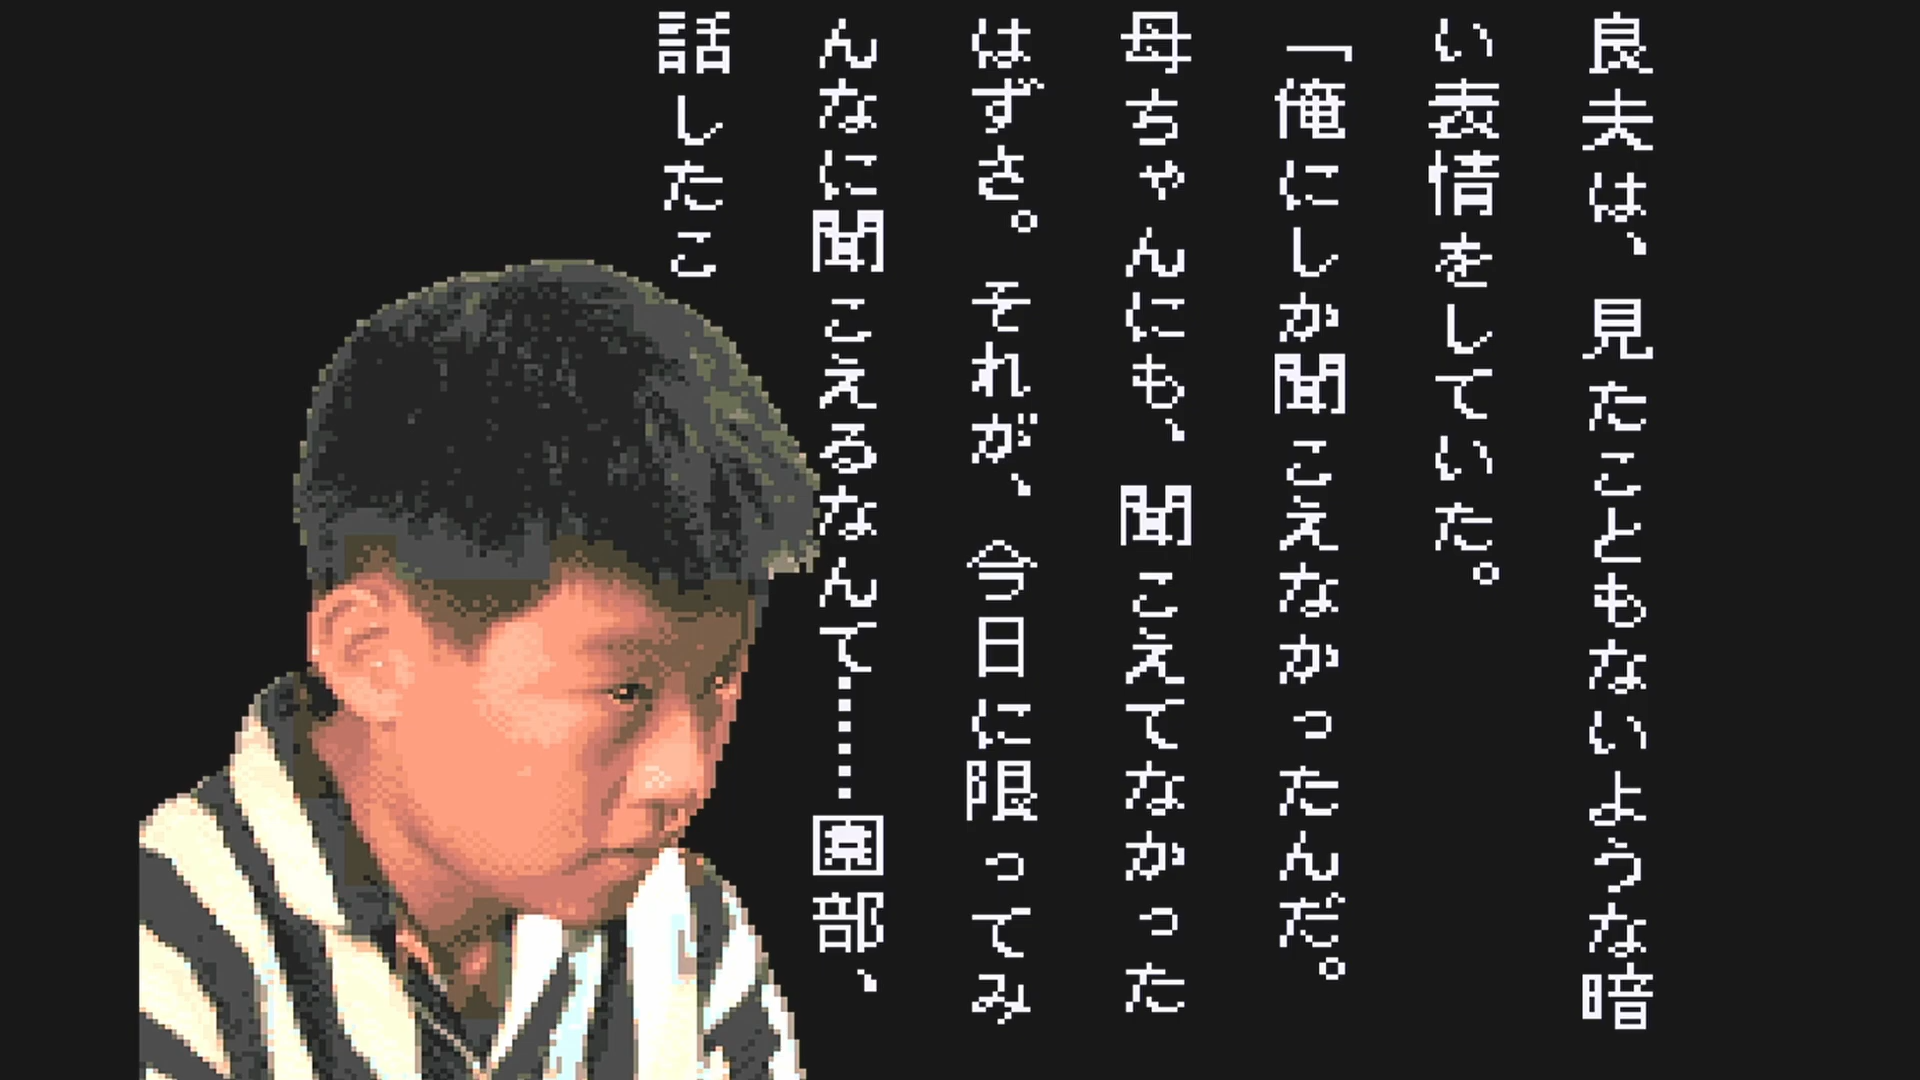 良夫は、見たこともないような暗
い表情をしていた。
「俺にしか聞こえなかったんだ。
母ちゃんにも、聞こえてなかった
はずさ。それが、今日に限ってみ
んなに聞こえるなんて……園部、
話したこ